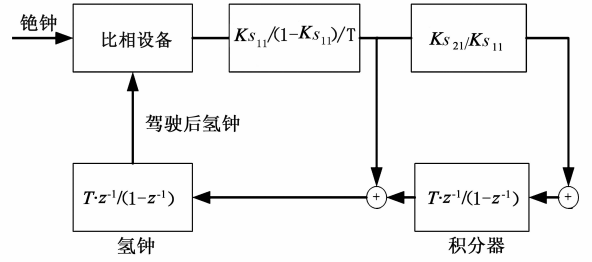 铯钟
比相设备
Ks₁₁/(1−Ks₁₁)/T
Ks₂₁/Ks₁₁
驾驶后氢钟
T·z⁻¹/(1−z⁻¹)
+
T·z⁻¹/(1−z⁻¹)
+
氢钟
积分器